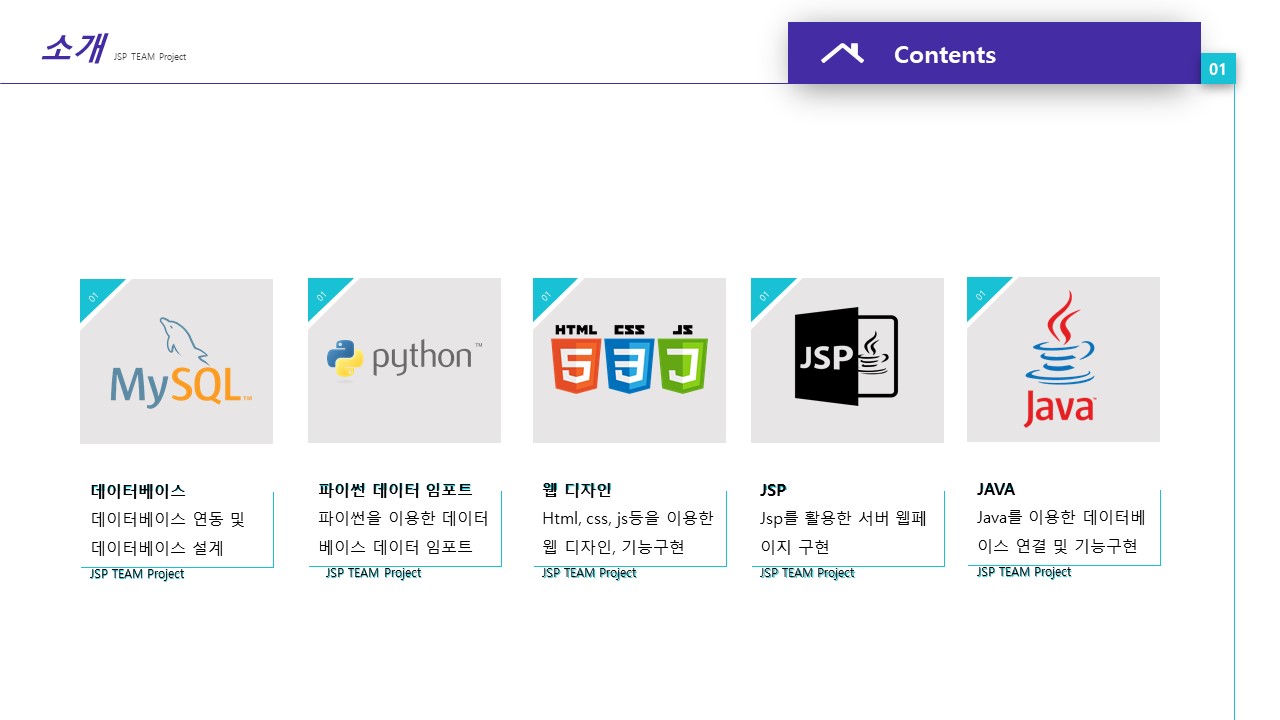 소개 JSP TEAM Project
Contents
01
01
MySQL™
01
python™
01
HTML CSS JS
5 3 J
01
JSP
01
Java™
데이터베이스
데이터베이스 연동 및
데이터베이스 설계
JSP TEAM Project
파이썬 데이터 임포트
파이썬을 이용한 데이터
베이스 데이터 임포트
JSP TEAM Project
웹 디자인
Html, css, js등을 이용한
웹 디자인, 기능구현
JSP TEAM Project
JSP
Jsp를 활용한 서버 웹페
이지 구현
JSP TEAM Project
JAVA
Java를 이용한 데이터베
이스 연결 및 기능구현
JSP TEAM Project